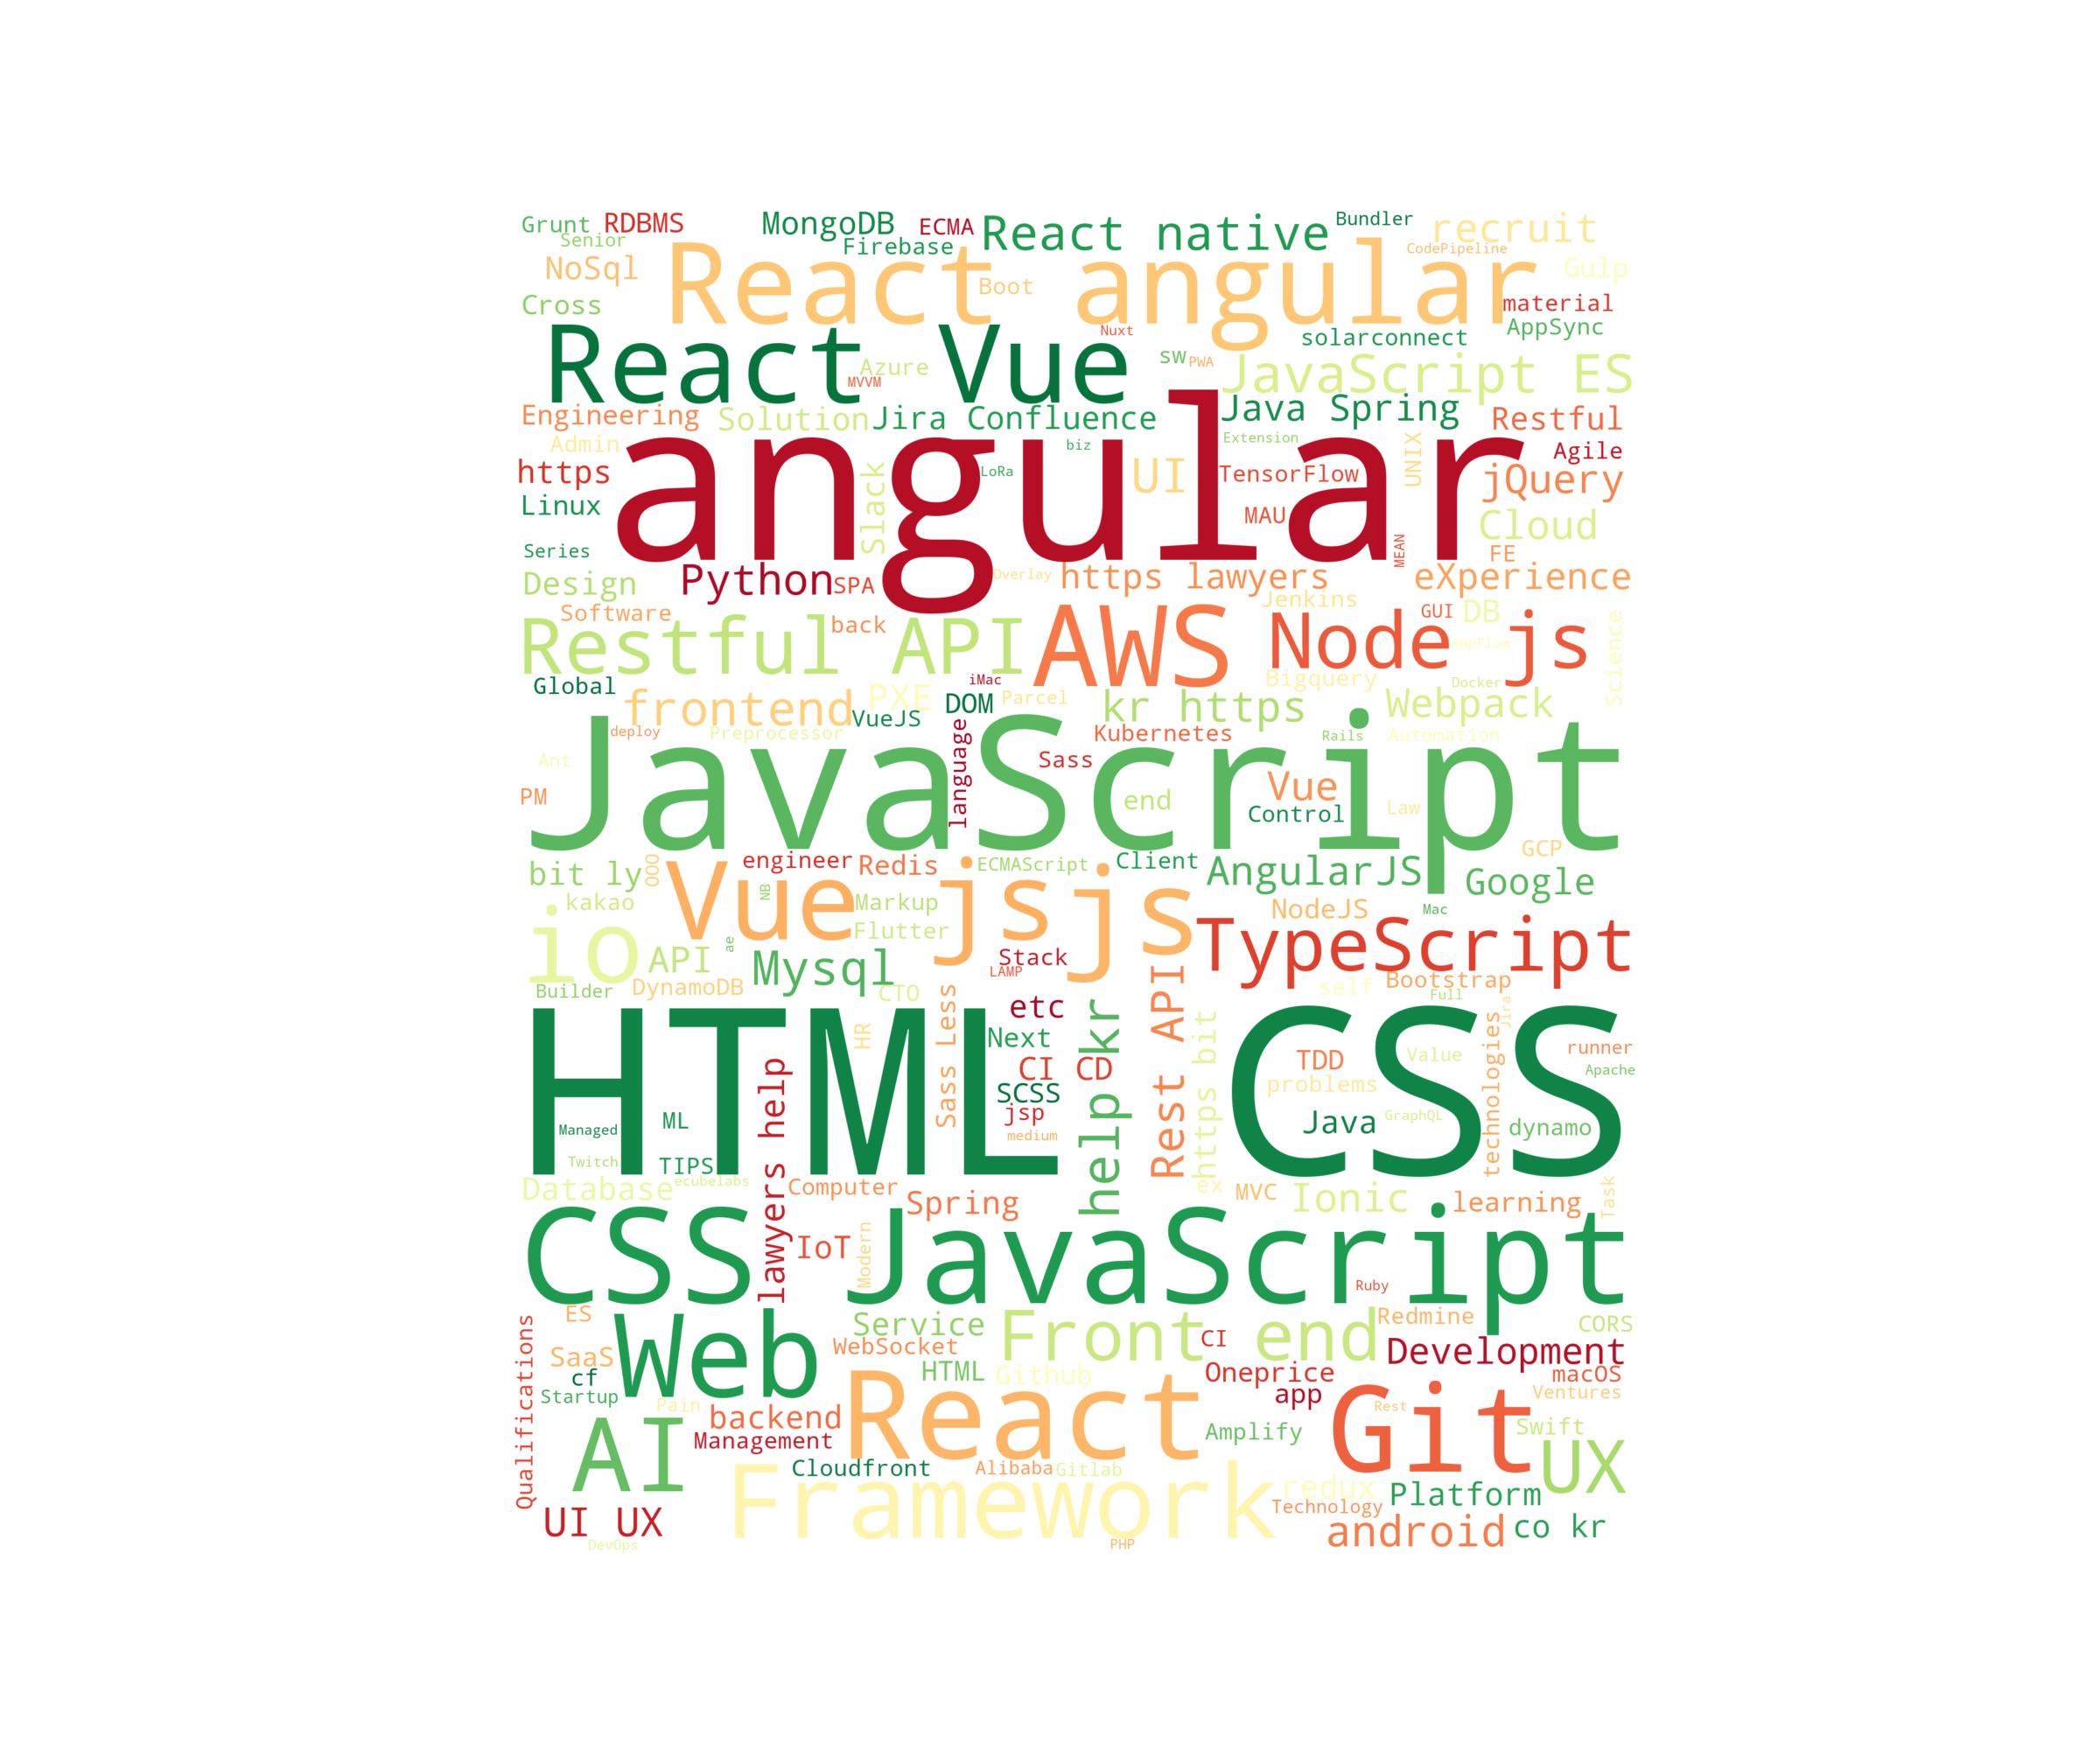 Grunt RDBMS MongoDB ECMA React native Bundler recruit
Senior Firebase CodePipeline
NoSql React angular Boot Gulp
Cross material
React Vue Nuxt solarconnect AppSync
Azure MVVM sw PWA JavaScript ES
Engineering Solution Jira Confluence Java Spring Restful
Admin biz Extension UNIX Agile
https angular Slack LoRa UI TensorFlow jQuery
Linux MAU Cloud
Series MEAN FE
Design Python SPA Overlay https lawyers eXperience
Software back Jenkins GUI DB
Restful API AWS Node js AppFlow Science
Global iMac Bigquery Docker
frontend PXE DOM Parcel kr https Webpack
deploy Preprocessor VueJS language Kubernetes Rails Automation
Ant JavaScript Sass Vue
PM end Control Law
engineer Redis ECMAScript Client GCP
bit ly OOO Vue js js AngularJS Google
kakao NB Markup NodeJS Mac
io ae Flutter TypeScript
API Mysql Stack LAMP Rest API
Builder DynamoDB CTO self Bootstrap Full
HTML HR Sass Less etc help kr https bit CSS Jira
Next technologies
CI CD TDD Value runner
SCSS problems Apache
Managed ML lawyers help jsp Java GraphQL dynamo
Twitch TIPS medium
Database ecubelabs Computer ex MVC Ionic learning Task
Spring
CSS JavaScript IoT Modern Ruby
Qualifications ES Service Front end Redmine CORS
Web WebSocket CI Development
SaaS HTML Github Oneprice macOS
cf React app Git Ventures
Startup Pain Rest
AI backend Amplify Swift
Management UX
Cloudfront Alibaba Gitlab
Framework redux Platform
UI UX Technology android co kr
DevOps PHP